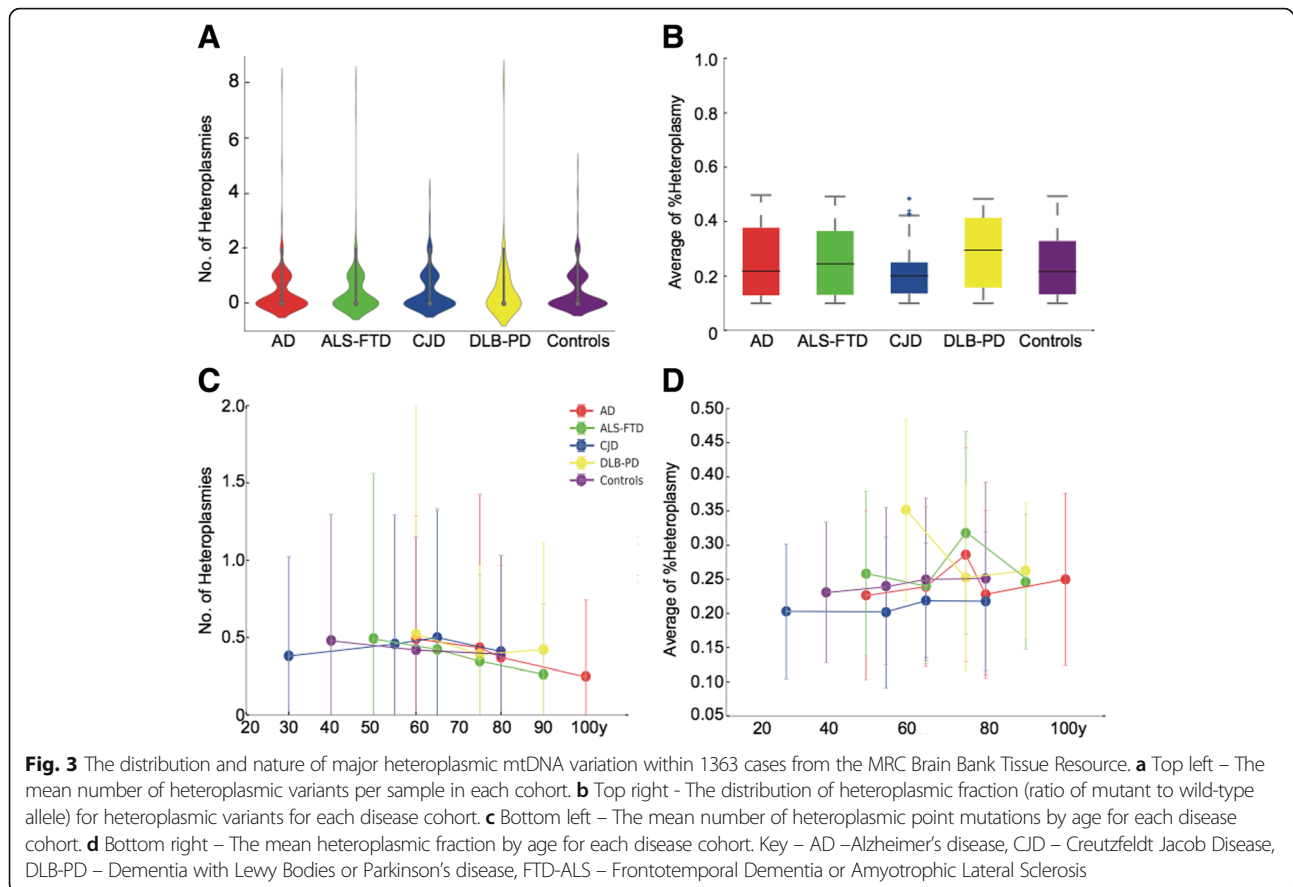 A
No. of Heteroplasmies
8
6
4
2
0
AD ALS-FTD CJD DLB-PD Controls
B
Average of %Heteroplasmy
1.0
0.8
0.6
0.4
0.2
0
AD ALS-FTD CJD DLB-PD Controls
C
No. of Heteroplasmies
2.0
1.5
1.0
0.5
0
20 30 40 50 60 70 80 90 100y
AD
ALS-FTD
CJD
DLB-PD
Controls
D
Average of %Heteroplasmy
0.50
0.45
0.40
0.35
0.30
0.25
0.20
0.15
0.10
0.05
20 40 60 80 100y
Fig. 3 The distribution and nature of major heteroplasmic mtDNA variation within 1363 cases from the MRC Brain Bank Tissue Resource. a Top left – The
mean number of heteroplasmic variants per sample in each cohort. b Top right - The distribution of heteroplasmic fraction (ratio of mutant to wild-type
allele) for heteroplasmic variants for each disease cohort. c Bottom left – The mean number of heteroplasmic point mutations by age for each disease
cohort. d Bottom right – The mean heteroplasmic fraction by age for each disease cohort. Key – AD –Alzheimer's disease, CJD – Creutzfeldt Jacob Disease,
DLB-PD – Dementia with Lewy Bodies or Parkinson's disease, FTD-ALS – Frontotemporal Dementia or Amyotrophic Lateral Sclerosis